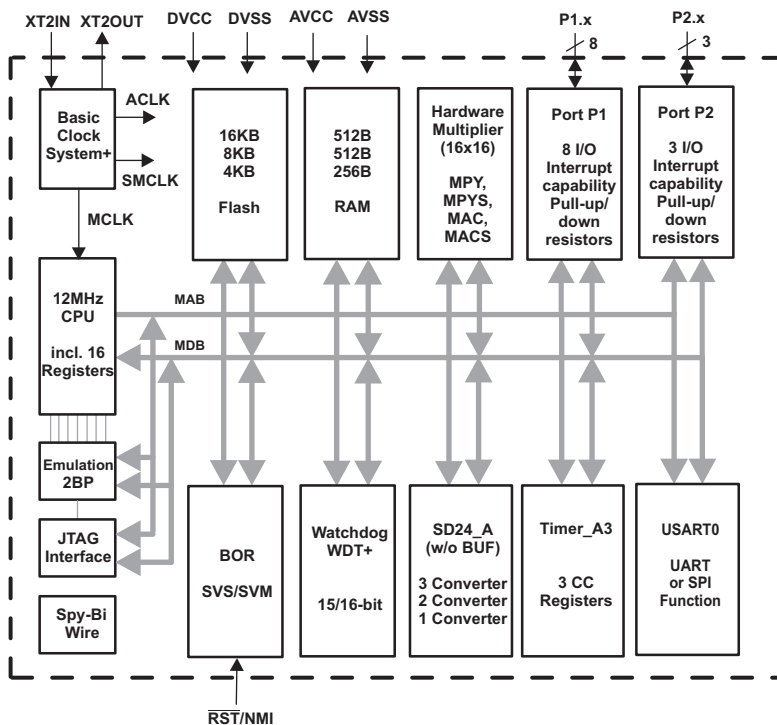 XT2IN XT2OUT DVCC DVSS AVCC AVSS P1.x P2.x
8 3
Basic
Clock
System+
ACLK
SMCLK
MCLK
16KB
8KB
4KB
Flash
512B
512B
256B
RAM
Hardware
Multiplier
(16x16)
MPY,
MPYS,
MAC,
MACS
Port P1
8 I/O
Interrupt
capability
Pull-up/
down
resistors
Port P2
3 I/O
Interrupt
capability
Pull-up/
down
resistors
12MHz
CPU
incl. 16
Registers
MAB
MDB
Emulation
2BP
JTAG
Interface
Spy-Bi
Wire
BOR
SVS/SVM
Watchdog
WDT+
15/16-bit
SD24_A
(w/o BUF)
3 Converter
2 Converter
1 Converter
Timer_A3
3 CC
Registers
USART0
UART
or SPI
Function
RST/NMI